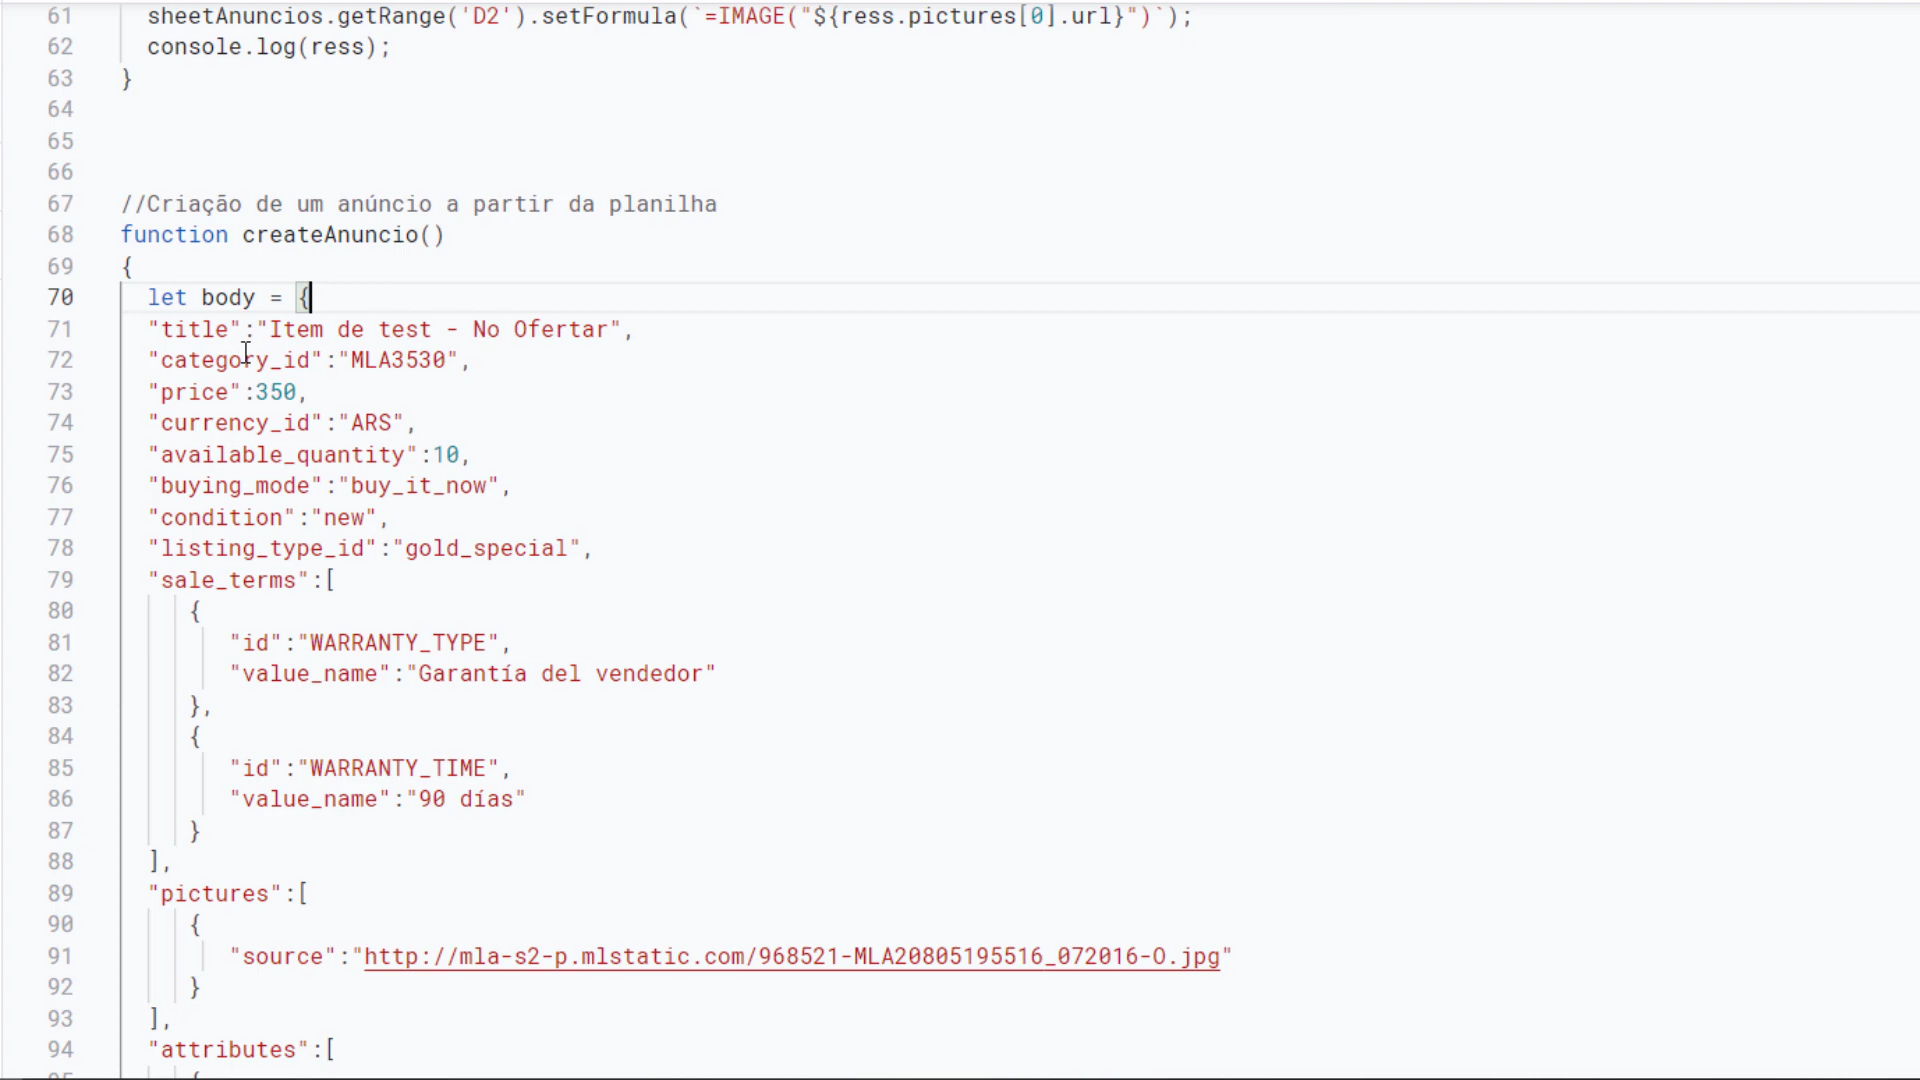 61 sheetAnuncios.getRange('D2').setFormula(`=IMAGE("${ress.pictures[0].url}")`);
62 console.log(ress);
63 }
64
65
66
67 //Criação de um anúncio a partir da planilha
68 function createAnuncio()
69 {
70 let body = {
71 "title":"Item de test - No Ofertar",
72 "category_id":"MLA3530",
73 "price":350,
74 "currency_id":"ARS",
75 "available_quantity":10,
76 "buying_mode":"buy_it_now",
77 "condition":"new",
78 "listing_type_id":"gold_special",
79 "sale_terms":[
80 {
81 "id":"WARRANTY_TYPE",
82 "value_name":"Garantía del vendedor"
83 },
84 {
85 "id":"WARRANTY_TIME",
86 "value_name":"90 días"
87 }
88 ],
89 "pictures":[
90 {
91 "source":"http://mla-s2-p.mlstatic.com/968521-MLA20805195516_072016-O.jpg"
92 }
93 ],
94 "attributes":[